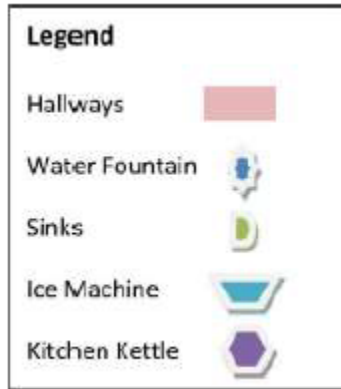 Legend
Hallways
Water Fountain
Sinks
Ice Machine
Kitchen Kettle